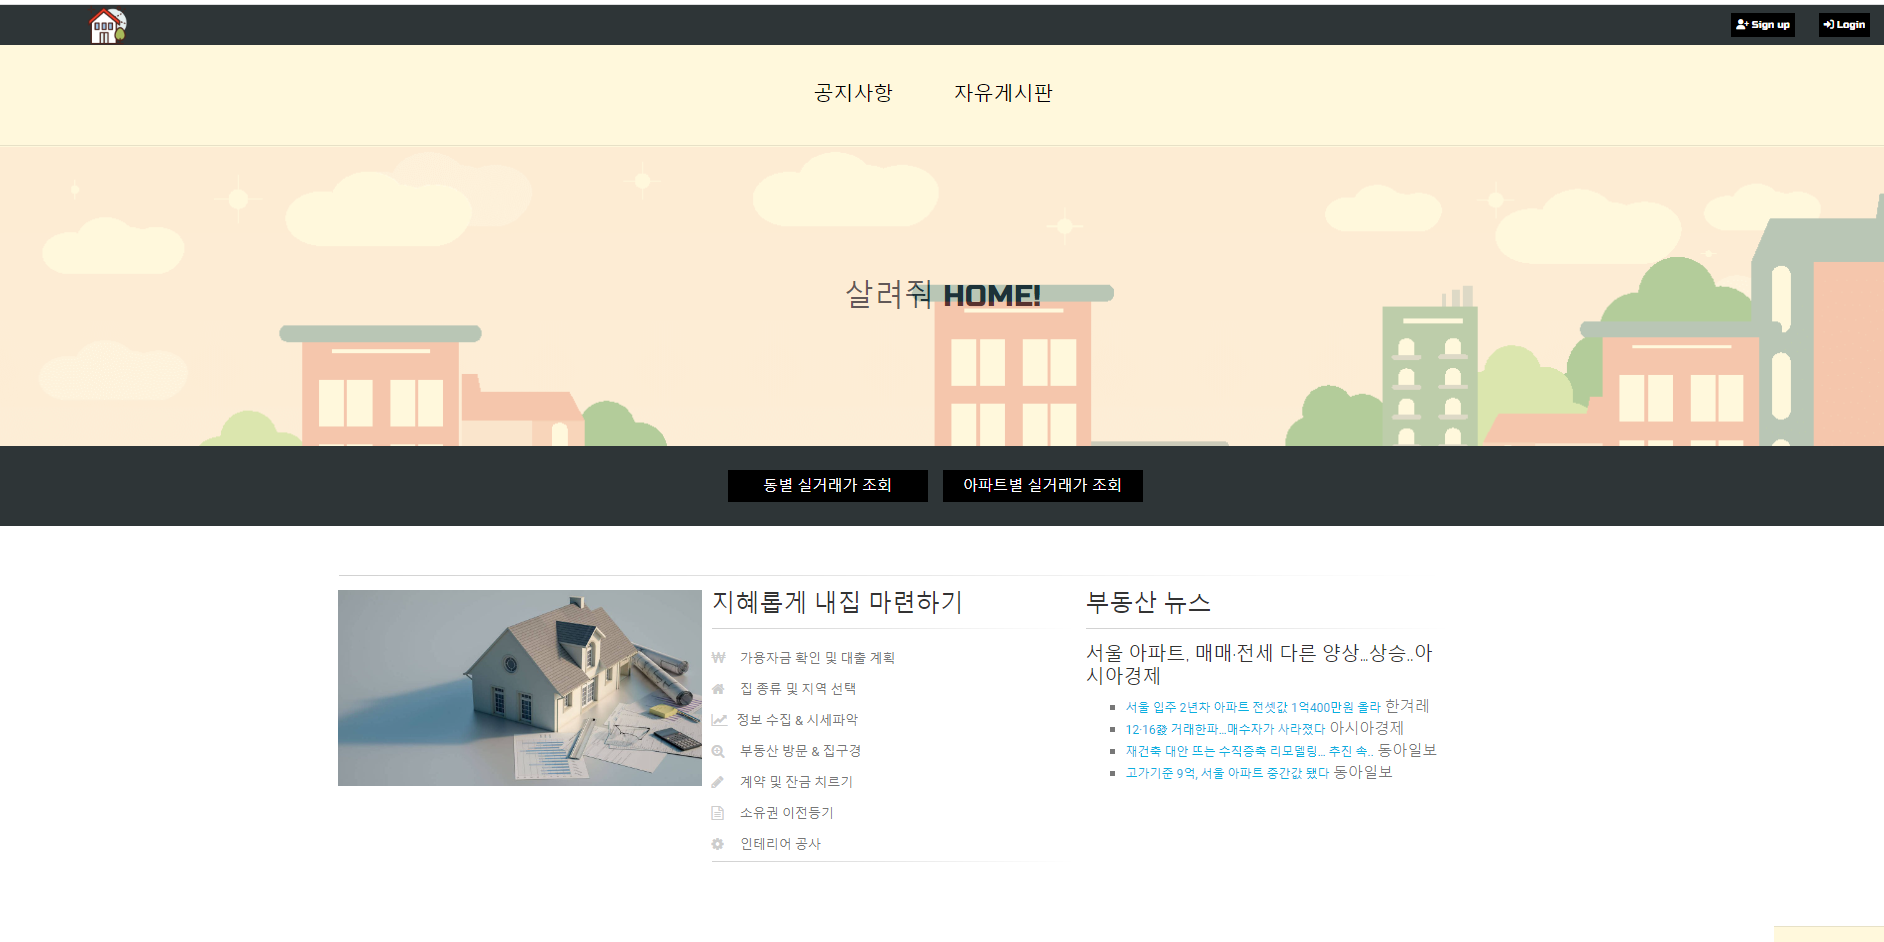 Sign up
Login
공지사항
자유게시판
살려줘 HOME!
동별 실거래가 조회
아파트별 실거래가 조회
지혜롭게 내집 마련하기
가용자금 확인 및 대출 계획
집 종류 및 지역 선택
정보 수집 & 시세파악
부동산 방문 & 집구경
계약 및 잔금 치르기
소유권 이전등기
인테리어 공사
부동산 뉴스
서울 아파트, 매매·전세 다른 양상...상승..아
시아경제
서울 입주 2년차 아파트 전셋값 1억400만원 올라 한겨레
12·16發 거래한파...매수자가 사라졌다 아시아경제
재건축 대안 뜨는 수직증축 리모델링... 추진 속.. 동아일보
고가기준 9억, 서울 아파트 중간값 됐다 동아일보